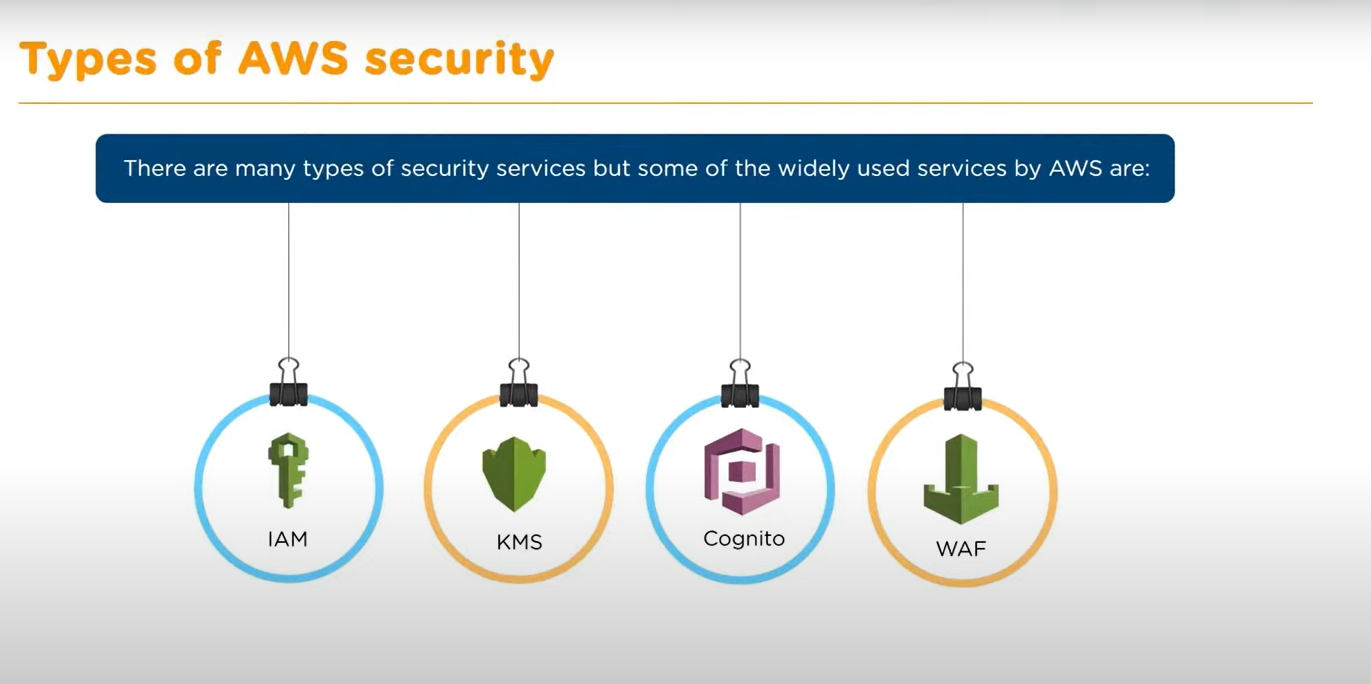 Types of AWS security
There are many types of security services but some of the widely used services by AWS are:
IAM
KMS
Cognito
WAF